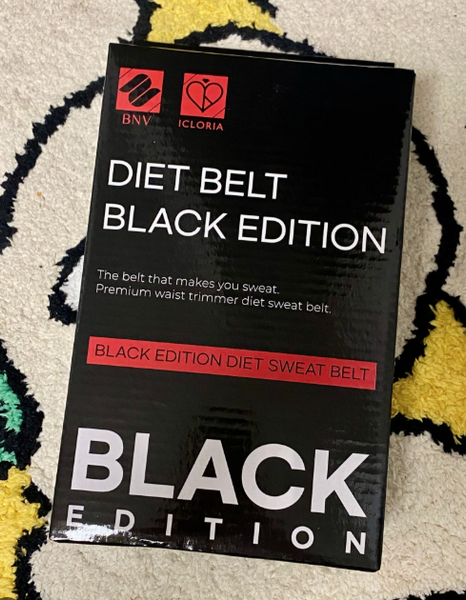 BNV
ICLORIA
DIET BELT
BLACK EDITION
The belt that makes you sweat.
Premium waist trimmer diet sweat belt.
BLACK EDITION DIET SWEAT BELT
BLACK
EDITION